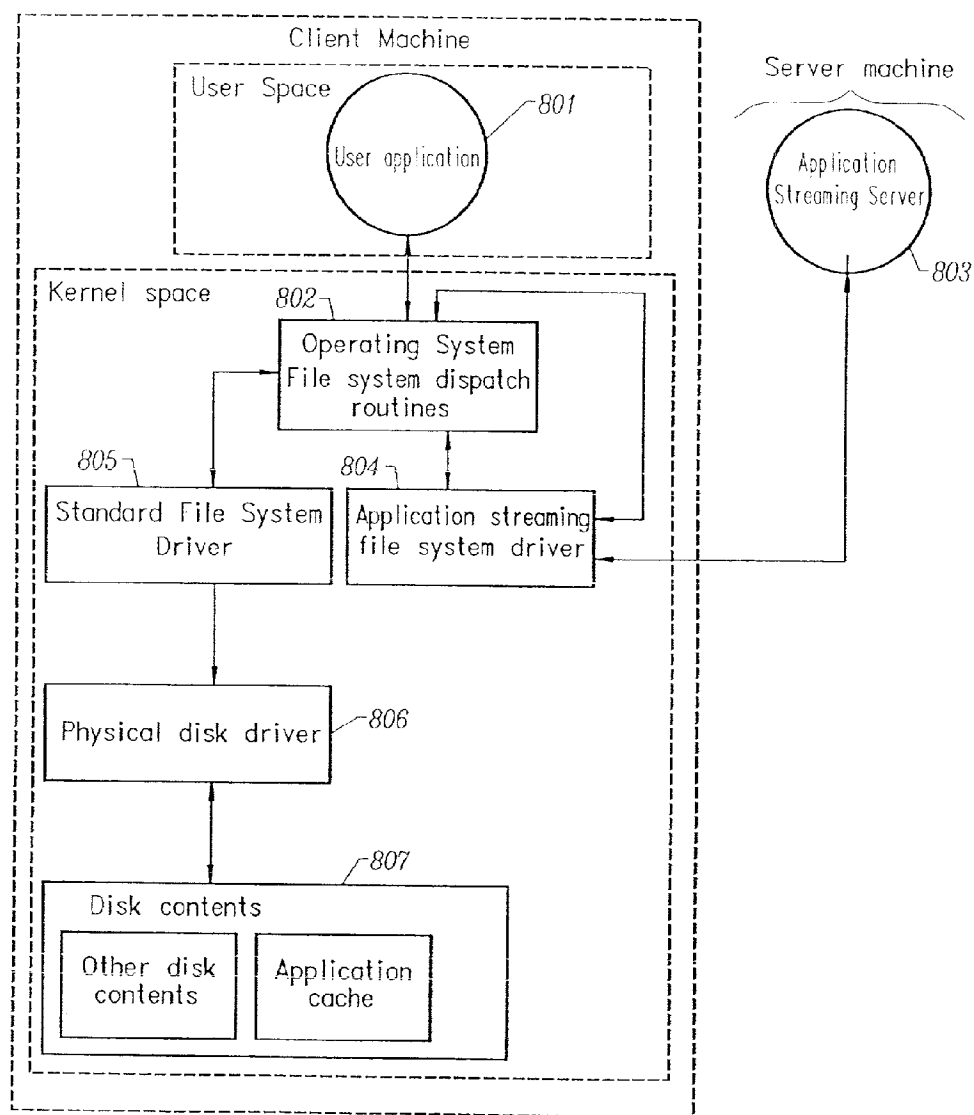 Client Machine
Server machine
User Space
801
User application
Application
Streaming Server
803
Kernel space
802
Operating System
File system dispatch
routines
805
804
Standard File System
Driver
Application streaming
file system driver
Physical disk driver
806
807
Disk contents
Other disk
contents
Application
cache